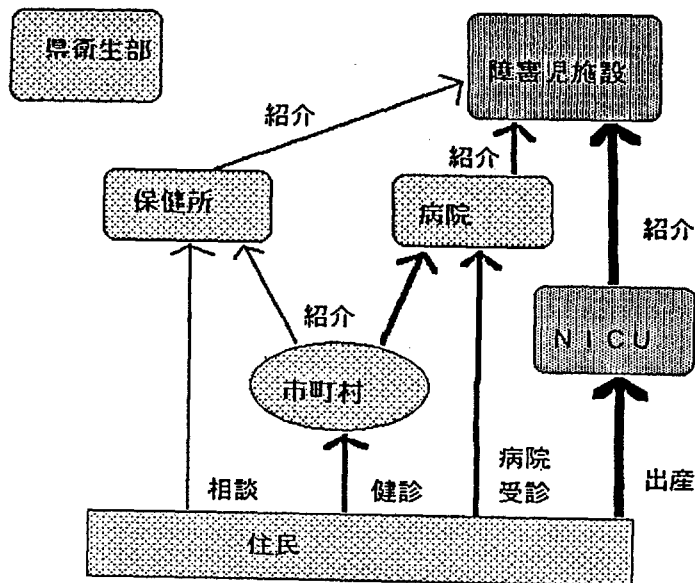 県衛生部
障害児施設
紹介
紹介
保健所
病院
紹介
紹介
NICU
市町村
相談
健診
病院
受診
出産
住民